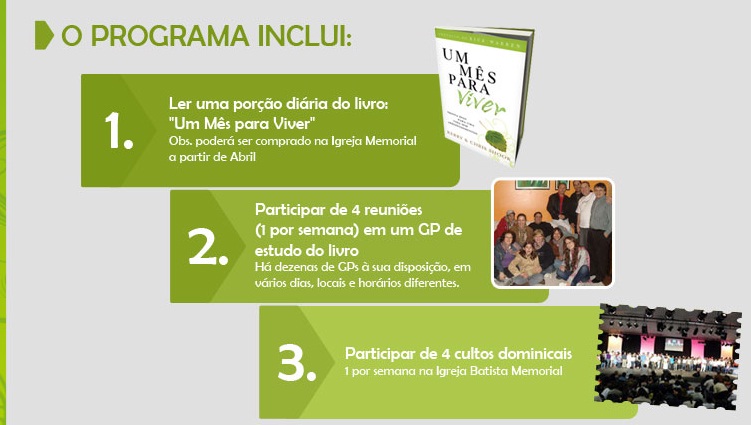 O PROGRAMA INCLUI:
1.
Ler uma porção diária do livro:
"Um Mês para Viver"
Obs. poderá ser comprado na Igreja Memorial
a partir de Abril
UM
MÊS
PARA
Viver
2.
Participar de 4 reuniões
(1 por semana) em um GP de
estudo do livro
Há dezenas de GPs à sua disposição, em
vários dias, locais e horários diferentes.
3.
Participar de 4 cultos dominicais
1 por semana na Igreja Batista Memorial